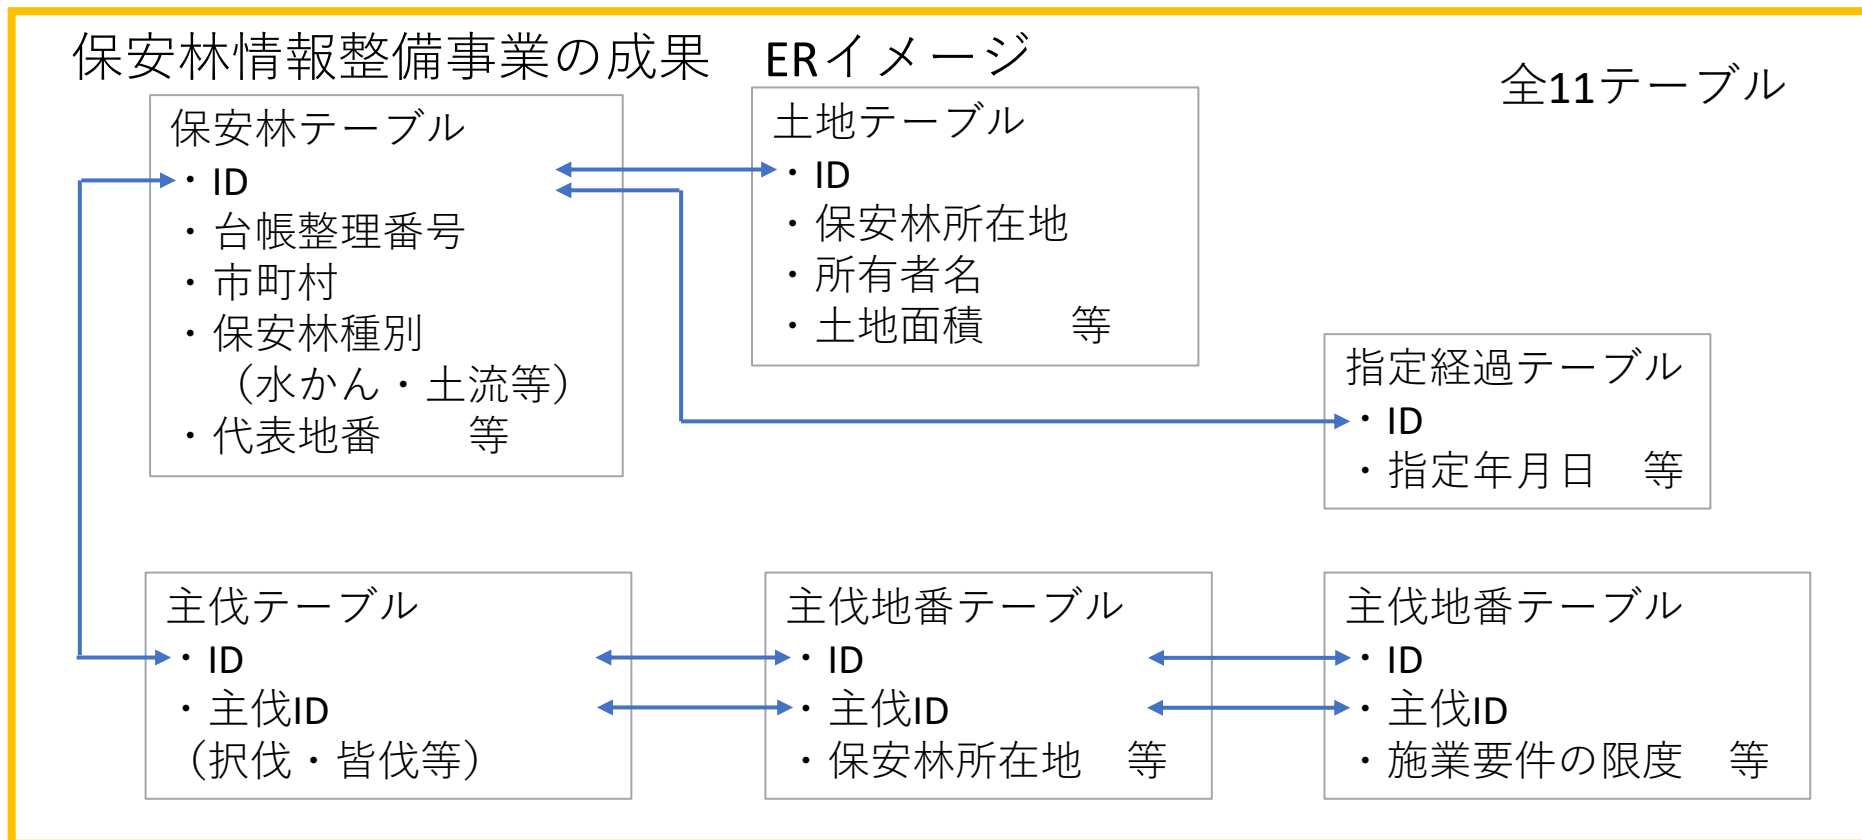 保安林情報整備事業の成果　ERイメージ
全11テーブル
保安林テーブル
・ID
・台帳整理番号
・市町村
・保安林種別
（水かん・土流等）
・代表地番　　等
土地テーブル
・ID
・保安林所在地
・所有者名
・土地面積　　等
指定経過テーブル
・ID
・指定年月日　等
主伐テーブル
・ID
・主伐ID
（択伐・皆伐等）
主伐地番テーブル
・ID
・主伐ID
・保安林所在地　等
主伐地番テーブル
・ID
・主伐ID
・施業要件の限度　等